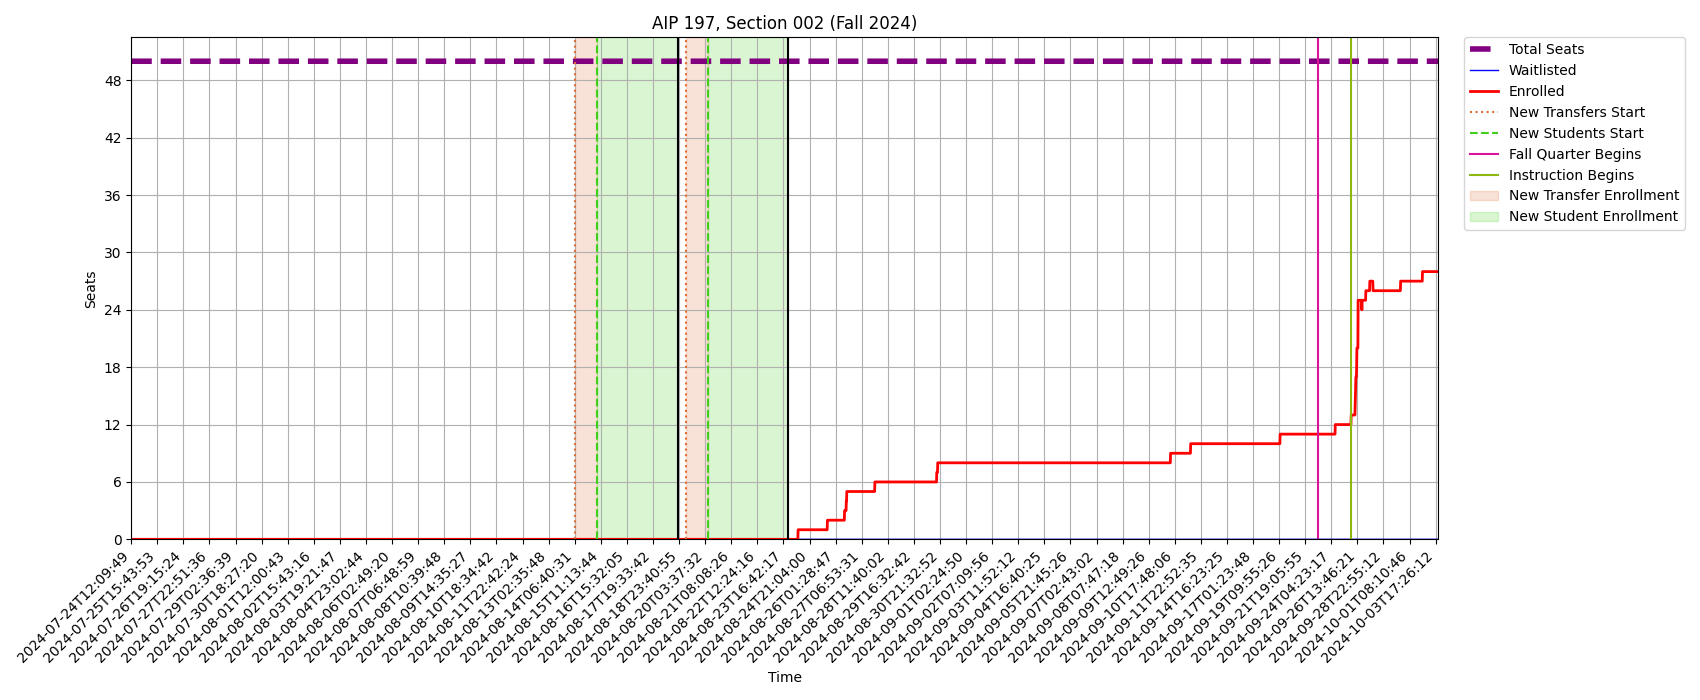 AIP 197, Section 002 (Fall 2024)
Total Seats
Waitlisted
Enrolled
New Transfers Start
New Students Start
Fall Quarter Begins
Instruction Begins
New Transfer Enrollment
New Student Enrollment
Seats
48
42
36
30
24
18
12
6
0
2024-07-24T12:09:49
2024-07-25T15:43:53
2024-07-26T19:15:24
2024-07-27T22:51:36
2024-07-29T02:36:39
2024-07-30T18:27:20
2024-08-01T12:00:43
2024-08-02T15:43:16
2024-08-03T19:21:47
2024-08-04T23:02:44
2024-08-06T02:49:20
2024-08-07T06:48:59
2024-08-08T10:39:48
2024-08-09T14:35:27
2024-08-10T18:34:42
2024-08-11T22:42:24
2024-08-13T02:35:48
2024-08-14T06:40:31
2024-08-15T11:13:44
2024-08-16T15:32:05
2024-08-17T19:33:42
2024-08-18T23:40:55
2024-08-20T03:37:32
2024-08-21T08:08:26
2024-08-22T12:24:16
2024-08-23T16:42:17
2024-08-24T21:04:00
2024-08-26T01:28:47
2024-08-27T06:53:31
2024-08-28T11:40:02
2024-08-29T16:32:42
2024-08-30T21:32:52
2024-09-01T02:24:50
2024-09-02T07:09:56
2024-09-03T11:52:12
2024-09-04T16:40:25
2024-09-05T21:45:26
2024-09-07T02:43:02
2024-09-08T07:47:18
2024-09-09T12:49:26
2024-09-10T17:48:06
2024-09-11T22:52:35
2024-09-14T16:23:25
2024-09-17T01:23:48
2024-09-19T09:55:26
2024-09-21T19:05:55
2024-09-24T04:23:17
2024-09-26T13:46:21
2024-09-28T22:55:12
2024-10-01T08:10:46
2024-10-03T17:26:12
Time